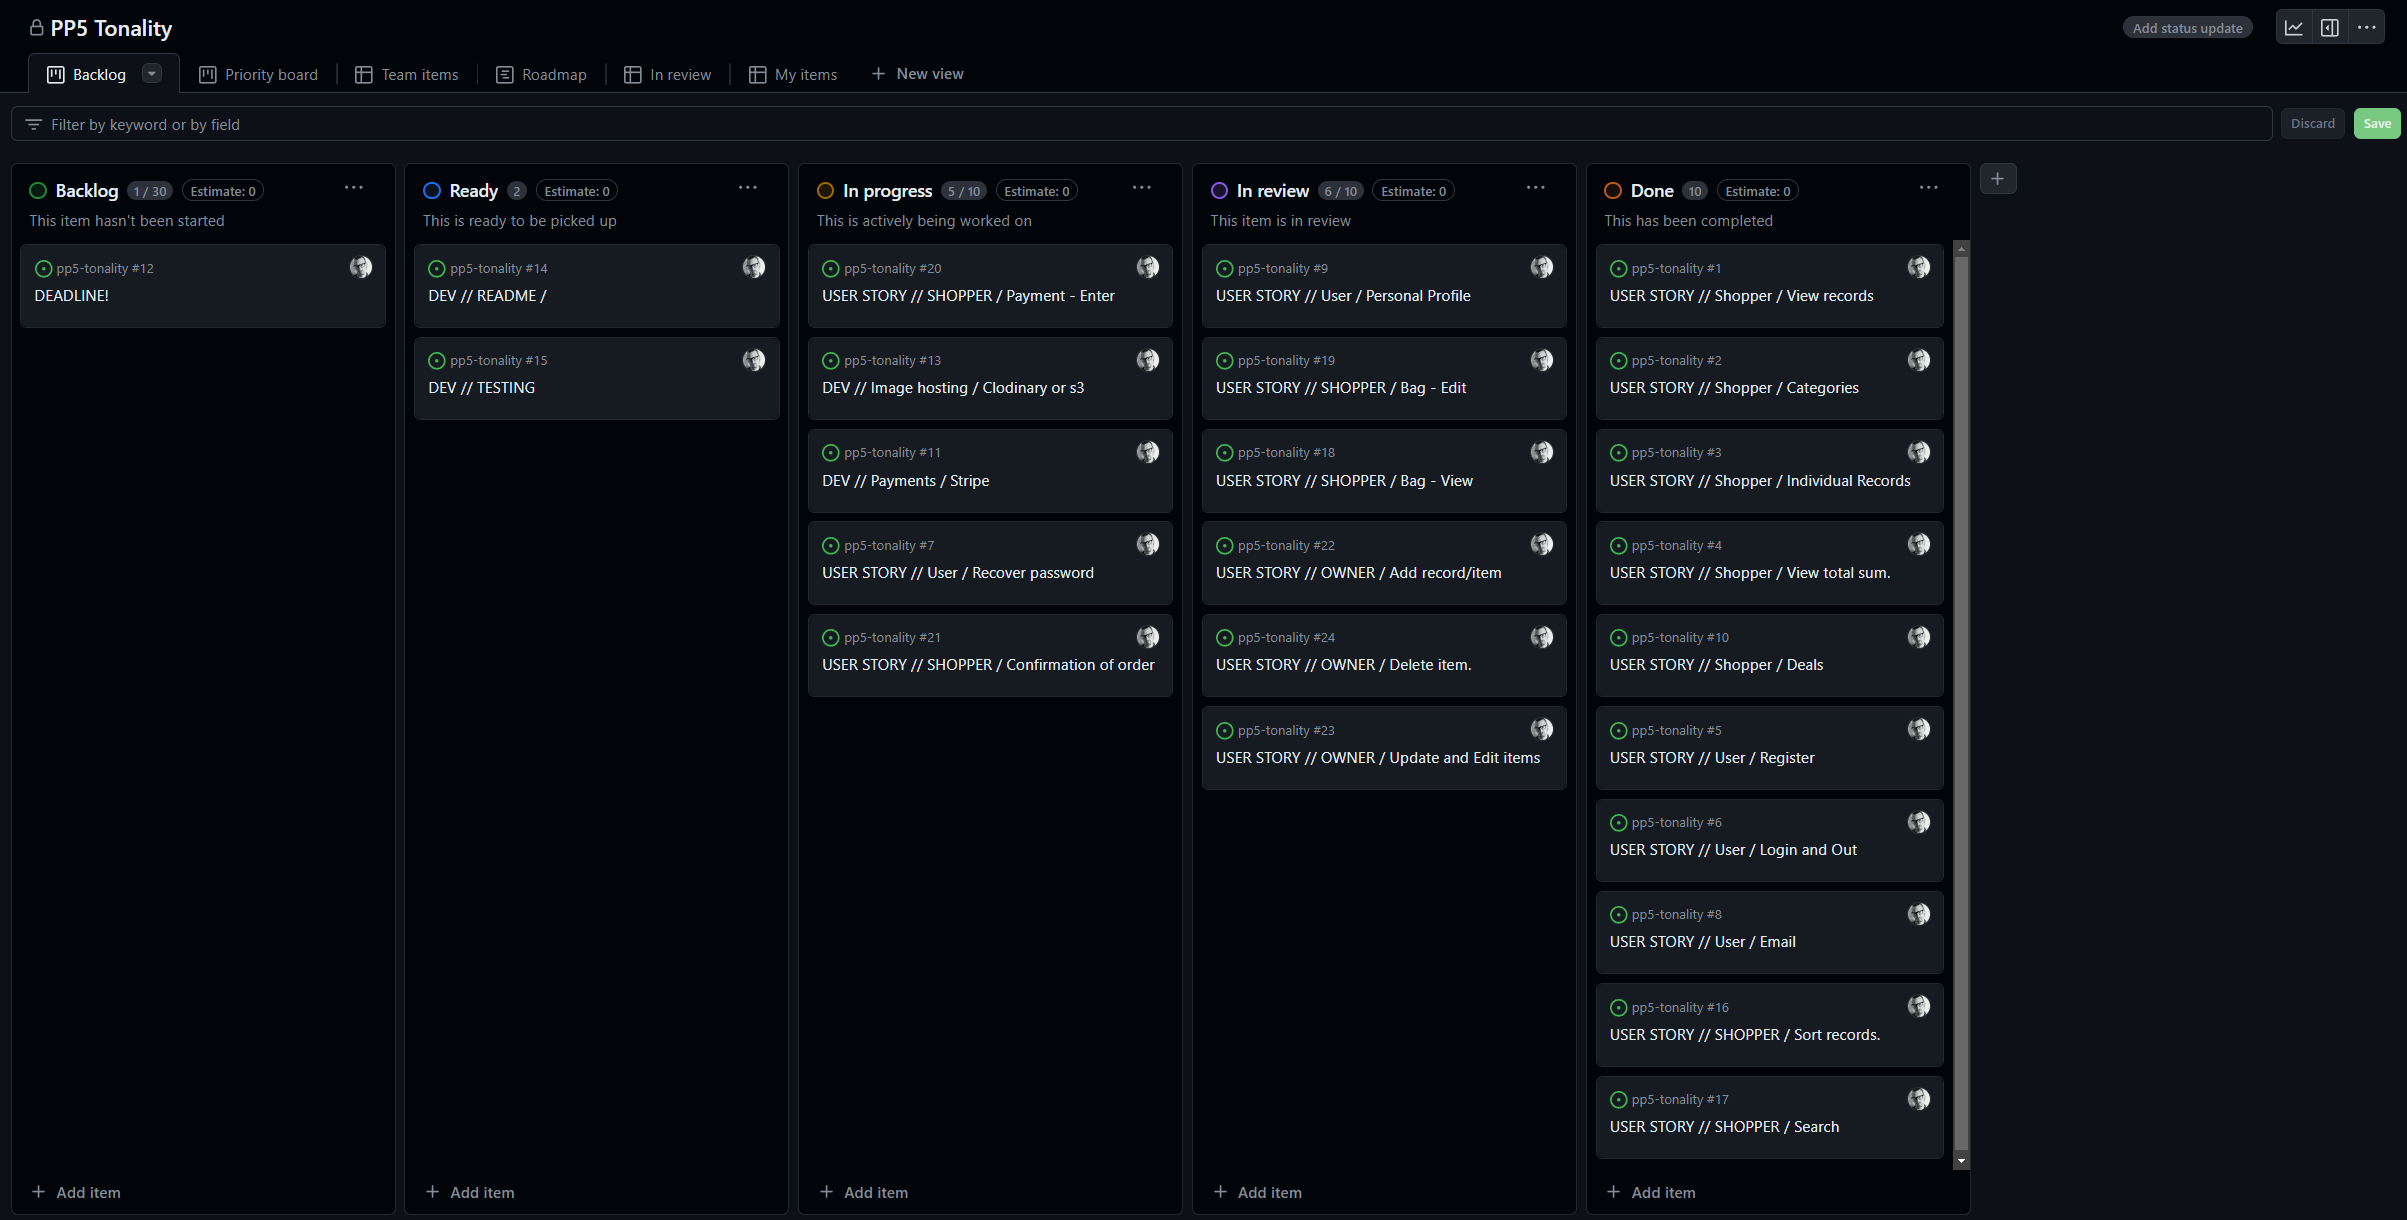 PP5 Tonality
Add status update
Backlog
Priority board
Team items
Roadmap
In review
My items
New view
Filter by keyword or by field
Discard
Save
Backlog 1 / 30 Estimate: 0
This item hasn't been started
pp5-tonality #12
DEADLINE!
Add item
Ready 2 Estimate: 0
This is ready to be picked up
pp5-tonality #14
DEV // README /
pp5-tonality #15
DEV // TESTING
Add item
In progress 5 / 10 Estimate: 0
This is actively being worked on
pp5-tonality #20
USER STORY // SHOPPER / Payment - Enter
pp5-tonality #13
DEV // Image hosting / Clodinary or s3
pp5-tonality #11
DEV // Payments / Stripe
pp5-tonality #7
USER STORY // User / Recover password
pp5-tonality #21
USER STORY // SHOPPER / Confirmation of order
Add item
In review 6 / 10 Estimate: 0
This item is in review
pp5-tonality #9
USER STORY // User / Personal Profile
pp5-tonality #19
USER STORY // SHOPPER / Bag - Edit
pp5-tonality #18
USER STORY // SHOPPER / Bag - View
pp5-tonality #22
USER STORY // OWNER / Add record/item
pp5-tonality #24
USER STORY // OWNER / Delete item.
pp5-tonality #23
USER STORY // OWNER / Update and Edit items
Add item
Done 10 Estimate: 0
This has been completed
pp5-tonality #1
USER STORY // Shopper / View records
pp5-tonality #2
USER STORY // Shopper / Categories
pp5-tonality #3
USER STORY // Shopper / Individual Records
pp5-tonality #4
USER STORY // Shopper / View total sum.
pp5-tonality #10
USER STORY // Shopper / Deals
pp5-tonality #5
USER STORY // User / Register
pp5-tonality #6
USER STORY // User / Login and Out
pp5-tonality #8
USER STORY // User / Email
pp5-tonality #16
USER STORY // SHOPPER / Sort records.
pp5-tonality #17
USER STORY // SHOPPER / Search
Add item